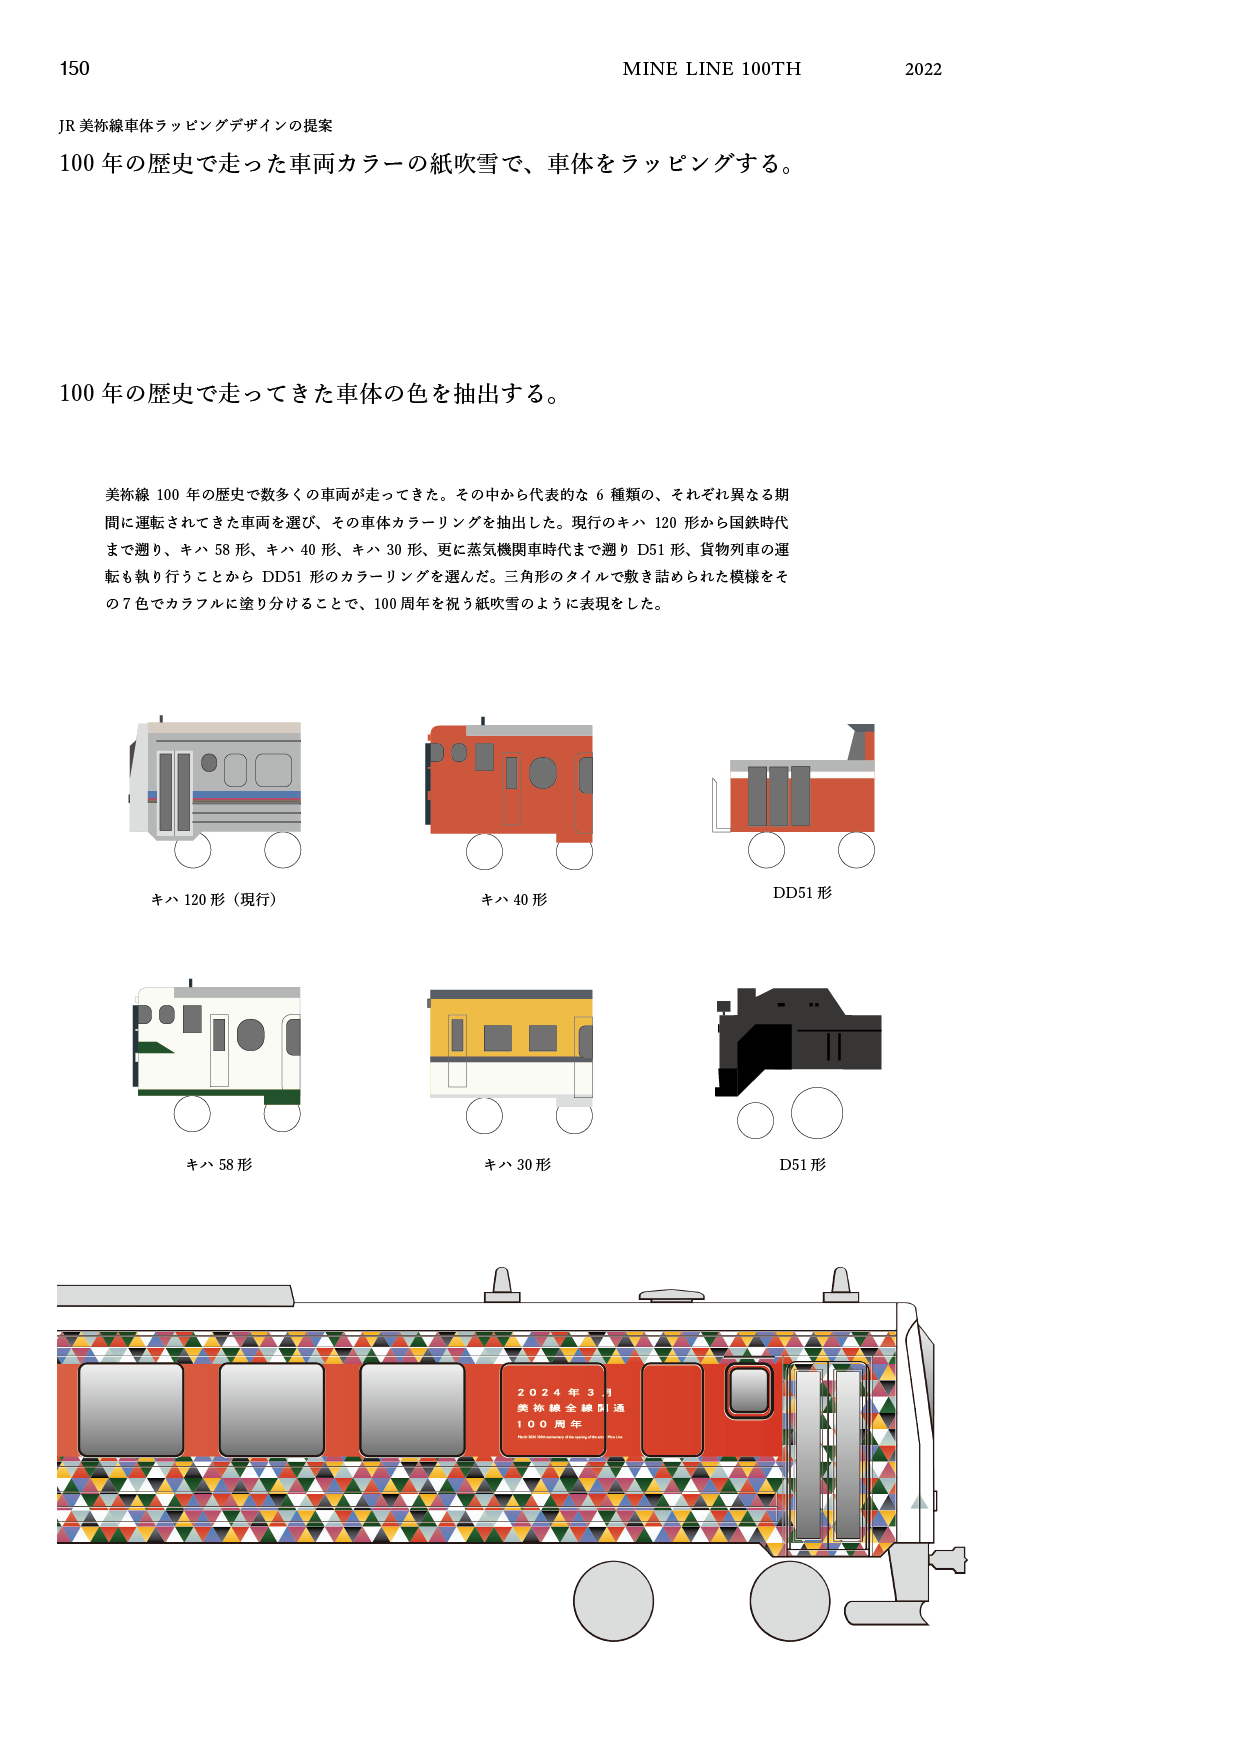 150
MINE LINE 100TH
2022
JR 美祢線車体ラッピングデザインの提案
100 年の歴史で走った車両カラーの紙吹雪で、車体をラッピングする。
100 年の歴史で走ってきた車体の色を抽出する。
美祢線 100 年の歴史で数多くの車両が走ってきた。その中から代表的な 6 種類の、それぞれ異なる期
間に運転されてきた車両を選び、その車体カラーリングを抽出した。現行のキハ 120 形から国鉄時代
まで遡り、キハ 58 形、キハ 40 形、キハ 30 形、更に蒸気機関車時代まで遡り D51 形、貨物列車の運
転も執り行うことから DD51 形のカラーリングを選んだ。三角形のタイルで敷き詰められた模様をそ
の 7 色でカラフルに塗り分けることで、100 周年を祝う紙吹雪のように表現をした。
キハ 120 形（現行）
キハ 40 形
DD51 形
キハ 58 形
キハ 30 形
D51 形
2024年3月
美祢線全線開通
100周年